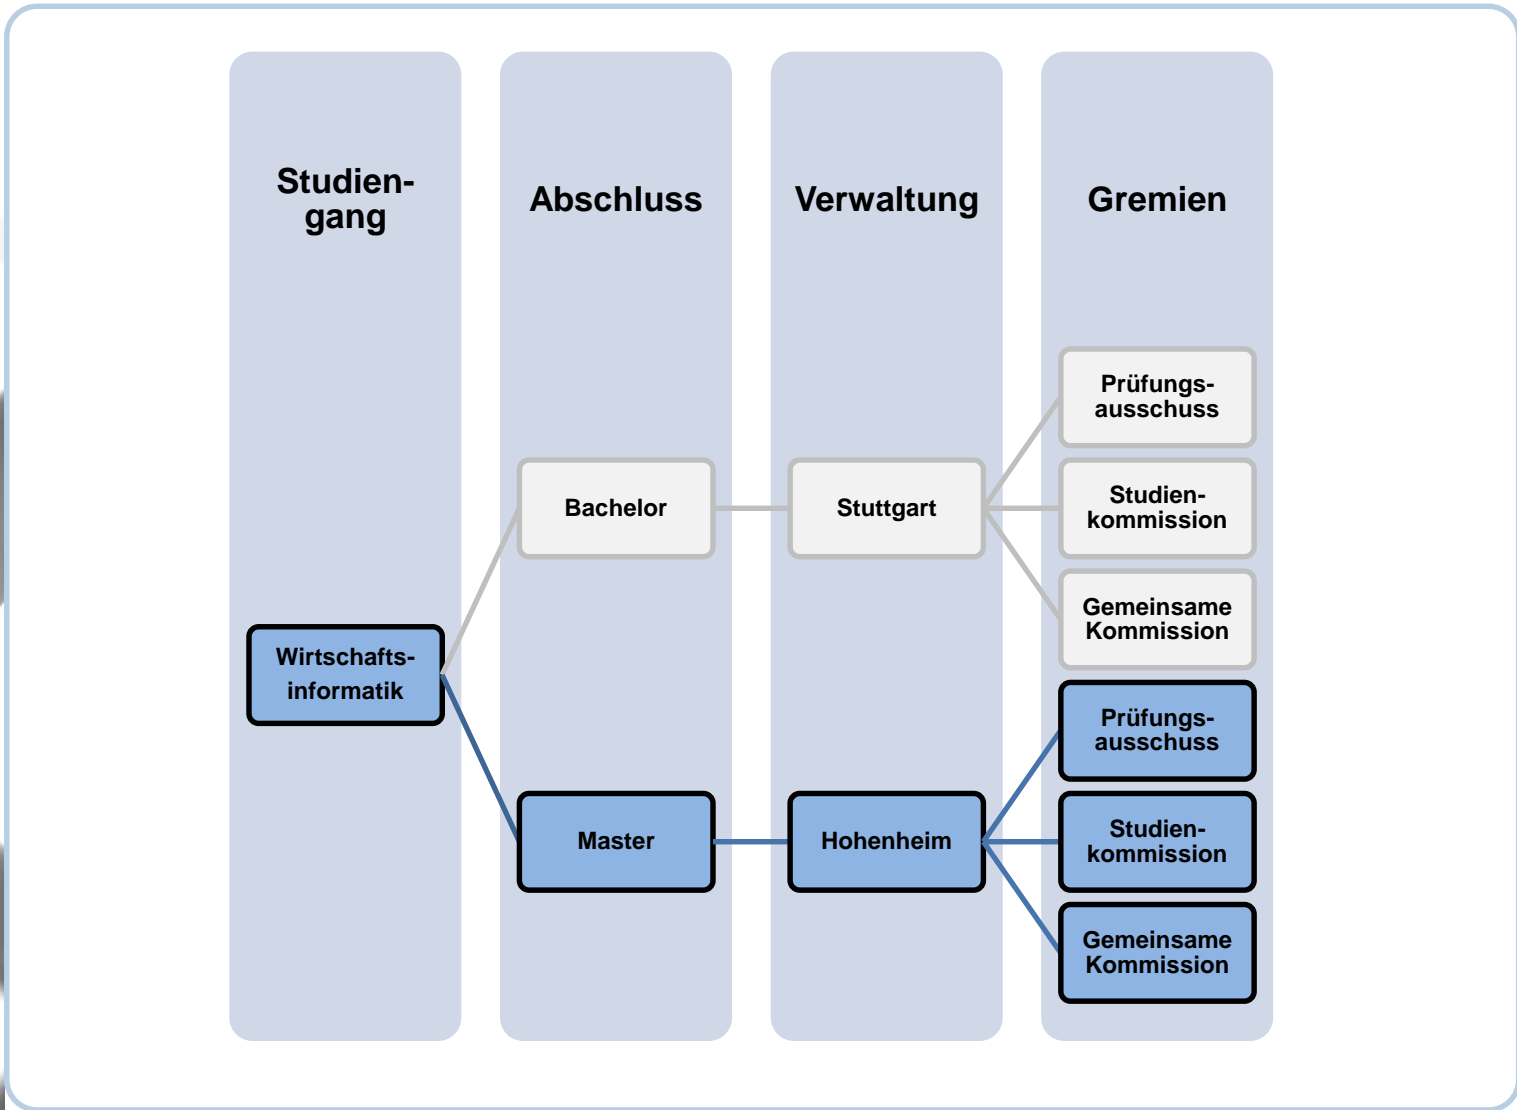 Studien-
gang
Abschluss
Verwaltung
Gremien
Prüfungs-
ausschuss
Bachelor
Stuttgart
Studien-
kommission
Gemeinsame
Kommission
Wirtschafts-
informatik
Prüfungs-
ausschuss
Master
Hohenheim
Studien-
kommission
Gemeinsame
Kommission